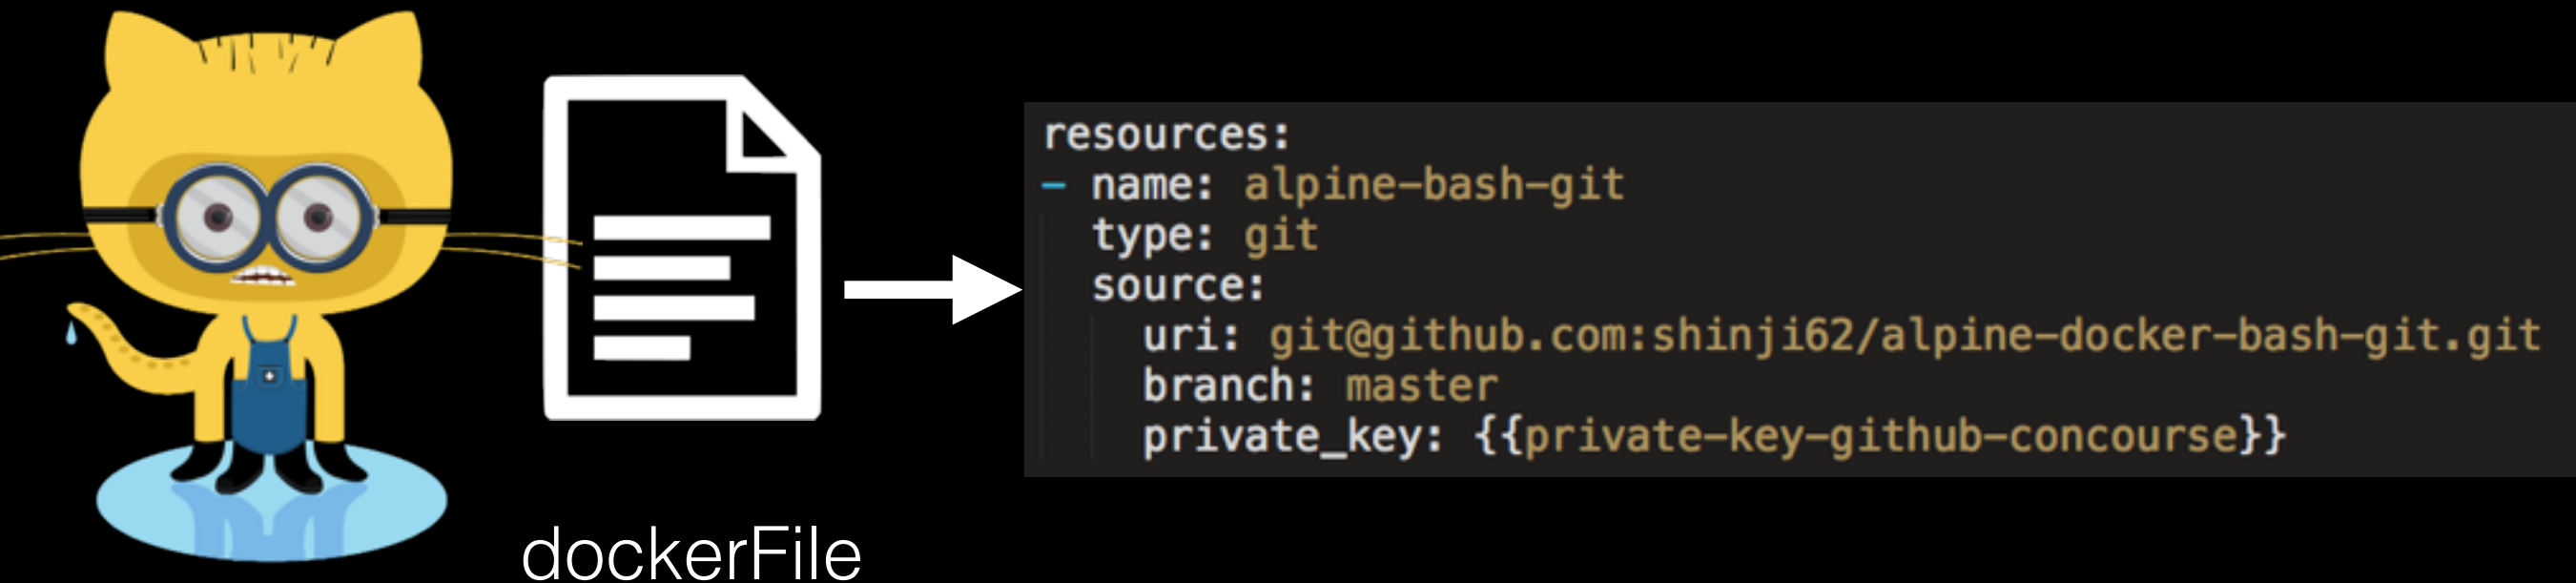 resources:
- name: alpine-bash-git
type: git
source:
uri: git@github.com:shinji62/alpine-docker-bash-git.git
branch: master
private_key: {{private-key-github-concourse}}
dockerFile